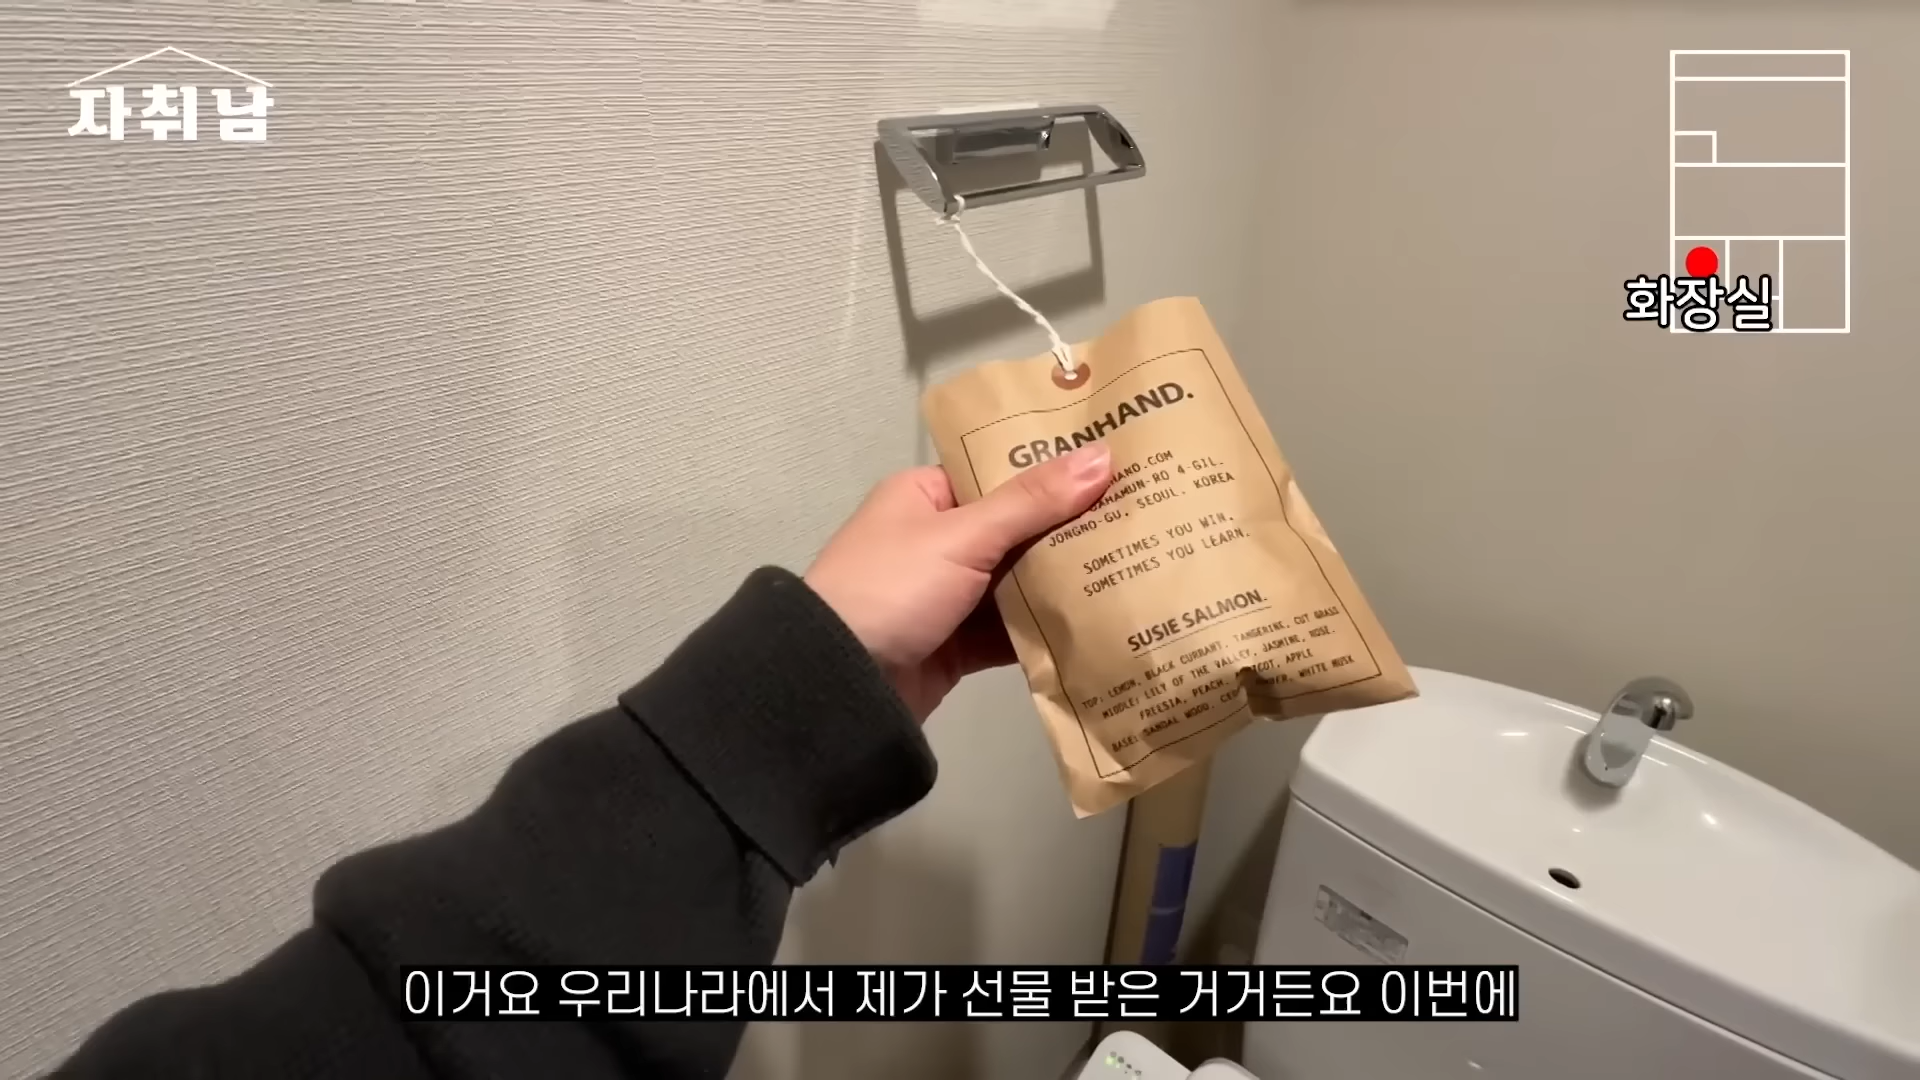 자취남
화장실
GRANHAND.
JONGNO-GU, SEOUL, KOREA
SOMETIMES YOU WIN,
SOMETIMES YOU LEARN.
SUSIE SALMON.
TOP: LEMON, BLACK CURRANT, TANGERINE, CUT GRASS
MIDDLE: LILY OF THE VALLEY, JASMINE, ROSE,
FREESIA, PEACH, APPLE
BASE: SANDAL WOOD, WHITE MUSK
이거요 우리나라에서 제가 선물 받은 거거든요 이번에